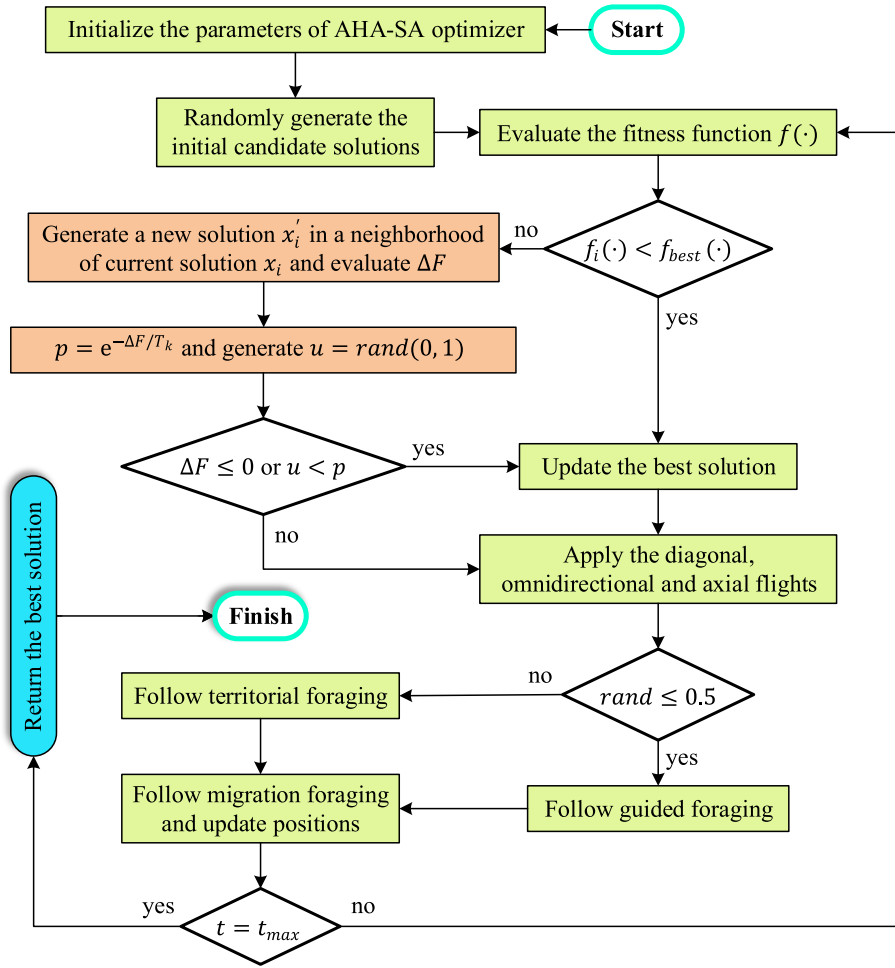 Initialize the parameters of AHA-SA optimizer
Start
Randomly generate the
initial candidate solutions
Evaluate the fitness function f(·)
Generate a new solution x_i′ in a neighborhood
of current solution x_i and evaluate ΔF
no
f_i(·) < f_best(·)
yes
p = e^{−ΔF/T_k} and generate u = rand(0, 1)
ΔF ≤ 0 or u < p
yes
Update the best solution
no
Apply the diagonal,
omnidirectional and axial flights
Return the best solution
Finish
no
rand ≤ 0.5
Follow territorial foraging
yes
Follow migration foraging
and update positions
Follow guided foraging
yes
t = t_max
no